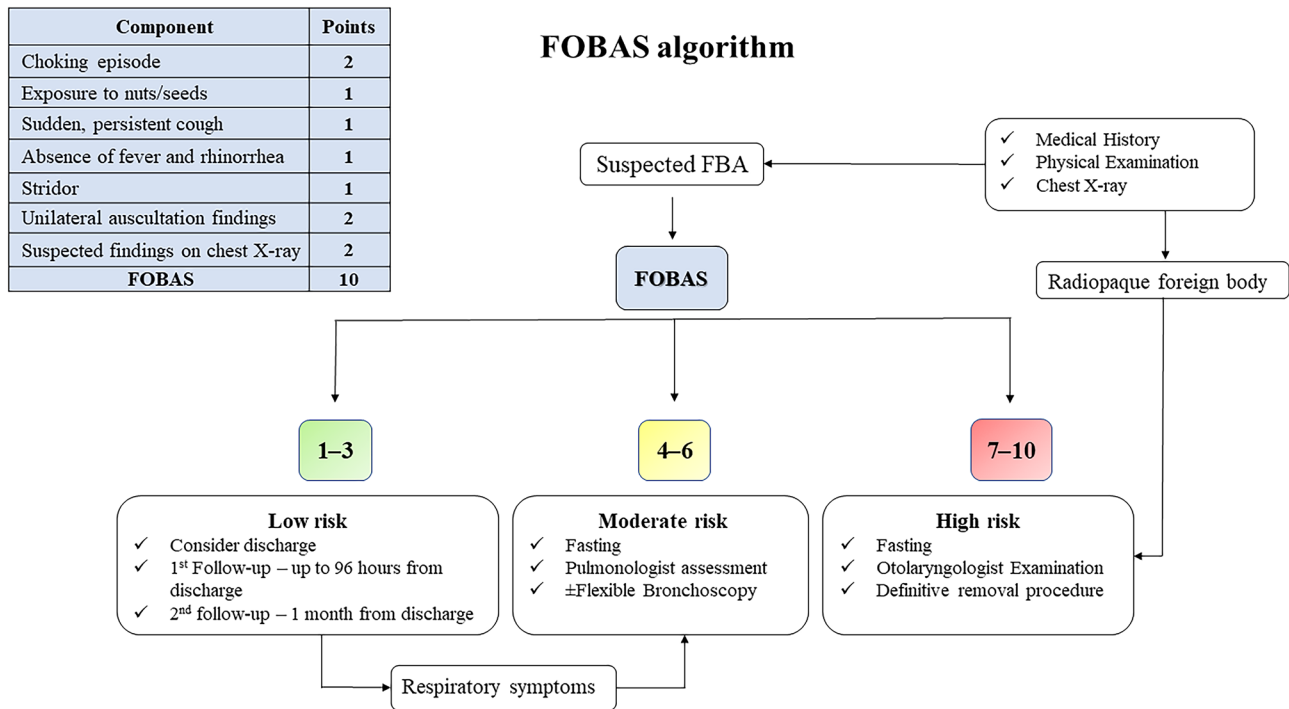 FOBAS algorithm
Component Points
Choking episode 2
Exposure to nuts/seeds 1
Sudden, persistent cough 1
Absence of fever and rhinorrhea 1
Stridor 1
Unilateral auscultation findings 2
Suspected findings on chest X-ray 2
FOBAS 10
✓ Medical History
✓ Physical Examination
✓ Chest X-ray
Suspected FBA
FOBAS
Radiopaque foreign body
1–3
4–6
7–10
Low risk
✓ Consider discharge
✓ 1st Follow-up – up to 96 hours from
discharge
✓ 2nd follow-up – 1 month from discharge
Moderate risk
✓ Fasting
✓ Pulmonologist assessment
✓ ±Flexible Bronchoscopy
High risk
✓ Fasting
✓ Otolaryngologist Examination
✓ Definitive removal procedure
Respiratory symptoms